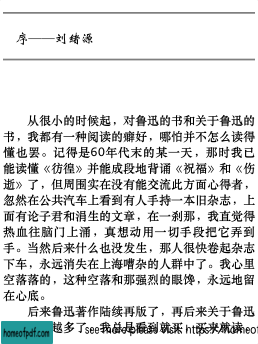 序——刘绪源
从很小的时候起，对鲁迅的书和关于鲁迅的
书，我都有一种阅读的癖好，哪怕并不怎么读得
懂也罢。记得是60年代末的某一天，那时我已
能读懂《彷徨》并能成段地背诵《祝福》和《伤
逝》了，但周围实在没有能交流此方面心得者，
忽然在公共汽车上看到有人手持一本旧杂志，上
面有论子君和涓生的文章，在一刹那，我直觉得
热血往脑门上涌，真想动用一切手段把它弄到
手。当然后来什么也没发生，那人很快卷起杂志
下车，永远消失在上海嘈杂的人群中了。我心里
空落落的，这种空落和那强烈的眼馋，永远地留
在心底。
后来鲁迅著作陆续再版了，再后来关于鲁迅
越多了，我总是看到就买，买来就读，
homeofpdf.com
see more please visit: https://homeofpdf.com